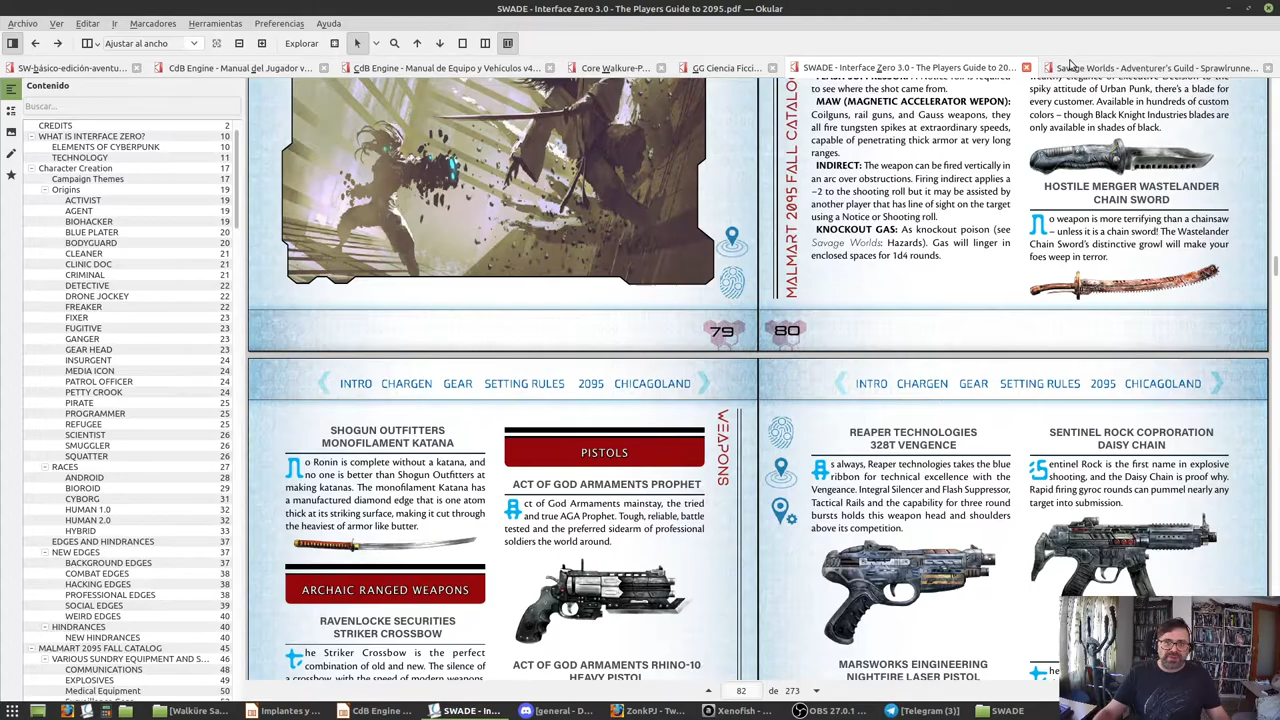 SWADE - Interface Zero 3.0 - The Players Guide to 2095.pdf — Okular
Archivo Ver Editar Ir Marcadores Herramientas Preferencias Ayuda
Ajustar al ancho Explorar
SW-básico-edición-aventu... CdB Engine - Manual del Jugador v... CdB Engine - Manual de Equipo y Vehículos v4... Core Walkure-P... GG Ciencia Ficci... SWADE - Interface Zero 3.0 - The Players Guide to 20... Savage Worlds - Adventurer's Guild - Sprawlrunne...
Contenido
Buscar...
CREDITS 2
WHAT IS INTERFACE ZERO? 10
ELEMENTS OF CYBERPUNK 10
TECHNOLOGY 11
Character Creation 17
Campaign Themes 17
Origins 19
ACTIVIST 19
AGENT 19
BIOHACKER 19
BLUE PLATER 20
BODYGUARD 20
CLEANER 21
CLINIC DOC 21
CRIMINAL 21
DETECTIVE 21
DRONE JOCKEY 22
FREAKER 22
FIXER 22
FUGITIVE 23
GANGER 23
GEAR HEAD 23
INSURGENT 24
MEDIA ICON 24
PATROL OFFICER 24
PETTY CROOK 24
PIRATE 25
PROGRAMMER 25
REFUGEE 25
SCIENTIST 26
SMUGGLER 26
SQUATTER 26
RACES 27
ANDROID 28
BIOROID 29
CYBORG 31
HUMAN 1.0 32
HUMAN 2.0 32
HYBRID 33
EDGES AND HINDRANCES 37
NEW EDGES 37
BACKGROUND EDGES 37
COMBAT EDGES 38
HACKING EDGES 38
PROFESSIONAL EDGES 38
SOCIAL EDGES 39
WEIRD EDGES 40
HINDRANCES 40
NEW HINDRANCES 40
MALMART 2095 FALL CATALOG 46
VARIOUS SUNDRY EQUIPMENT AND S... 46
COMMUNICATIONS 48
EXPLOSIVES 49
Medical Equipment 50
79
MALMART 2095 FALL CATALO
to see where the shot came from.
MAW (MAGNETIC ACCELERATOR WEPON):
Coilguns, rail guns, and Gauss weapons, they
all fire tungsten spikes at extraordinary speeds,
capable of penetrating thick armor at very long
ranges.
INDIRECT: The weapon can be fired vertically in
an arc over obstructions. Firing indirect applies a
−2 to the shooting roll but it may be assisted by
another player that has line of sight on the target
using a Notice or Shooting roll.
KNOCKOUT GAS: As knockout poison (see
Savage Worlds: Hazards). Gas will linger in
enclosed spaces for 1d4 rounds.
spiky attitude of Urban Punk, there's a blade for
every customer. Available in hundreds of custom
colors – though Black Knight Industries blades are
only available in shades of black.
HOSTILE MERGER WASTELANDER
CHAIN SWORD
No weapon is more terrifying than a chainsaw
– unless it is a chain sword! The Wastelander
Chain Sword's distinctive growl will make your
foes weep in terror.
80
INTRO CHARGEN GEAR SETTING RULES 2095 CHICAGOLAND
SHOGUN OUTFITTERS
MONOFILAMENT KATANA
No Ronin is complete without a katana, and
no one is better than Shogun Outfitters at
making katanas. The monofilament Katana has
a manufactured diamond edge that is one atom
thick at its striking surface, making it cut through
the heaviest of armor like butter.
ARCHAIC RANGED WEAPONS
RAVENLOCKE SECURITIES
STRIKER CROSSBOW
the Striker Crossbow is the perfect
combination of old and new. The silence of
a crossbow, with the speed of modern weapons
PISTOLS
ACT OF GOD ARMAMENTS PROPHET
Act of God Armaments mainstay, the tried
and true AGA Prophet. Tough, reliable, battle
tested and the preferred sidearm of professional
soldiers the world around.
ACT OF GOD ARMAMENTS RHINO-10
HEAVY PISTOL
WEAPONS
INTRO CHARGEN GEAR SETTING RULES 2095 CHICAGOLAND
REAPER TECHNOLOGIES
328T VENGENCE
As always, Reaper technologies takes the blue
ribbon for technical excellence with the
Vengeance. Integral Silencer and Flash Suppressor,
Tactical Rails and the capability for three round
bursts holds this weapon head and shoulders
above its competition.
MARSWORKS EINGINEERING
NIGHTFIRE LASER PISTOL
SENTINEL ROCK COPRORATION
DAISY CHAIN
Sentinel Rock is the first name in explosive
shooting, and the Daisy Chain is proof why.
Rapid firing gyroc rounds can pummel nearly any
target into submission.
82 de 273
[Walküre Sa... Implantes y ... CdB Engine ... SWADE - In... [general - D... ZonkPJ - Tw... Xenofish - ... OBS 27.0.1 ... [Telegram (3)] SWADE